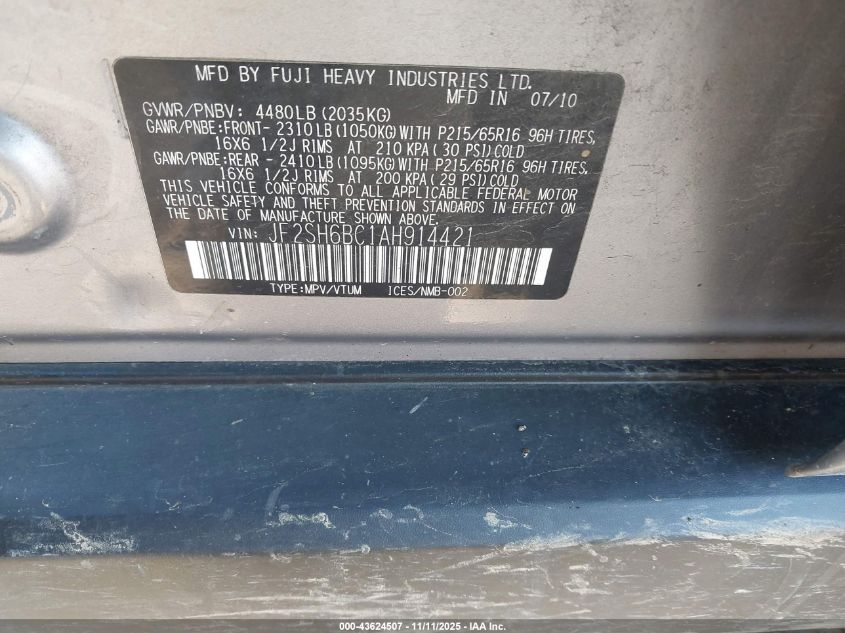 MFD BY FUJI HEAVY INDUSTRIES LTD.
MFD IN 07/10
GVWR/PNBV: 4480LB(2035KG)
GAWR/PNBE:FRONT- 2310LB(1050KG)WITH P215/65R16 96H TIRES,
16X6 1/2J RIMS AT 210 KPA(30 PSI)COLD
GAWR/PNBE:REAR - 2410LB(1095KG)WITH P215/65R16 96H TIRES,
16X6 1/2J RIMS AT 200 KPA(29 PSI)COLD
THIS VEHICLE CONFORMS TO ALL APPLICABLE FEDERAL MOTOR
VEHICLE SAFETY AND THEFT PREVENTION STANDARDS IN EFFECT ON
THE DATE OF MANUFACTURE SHOWN ABOVE.
VIN: JF2SH6BC1AH914421
TYPE:MPV/VTUM ICES/NMB-002
000-43624507 - 11/11/2025 - IAA Inc.